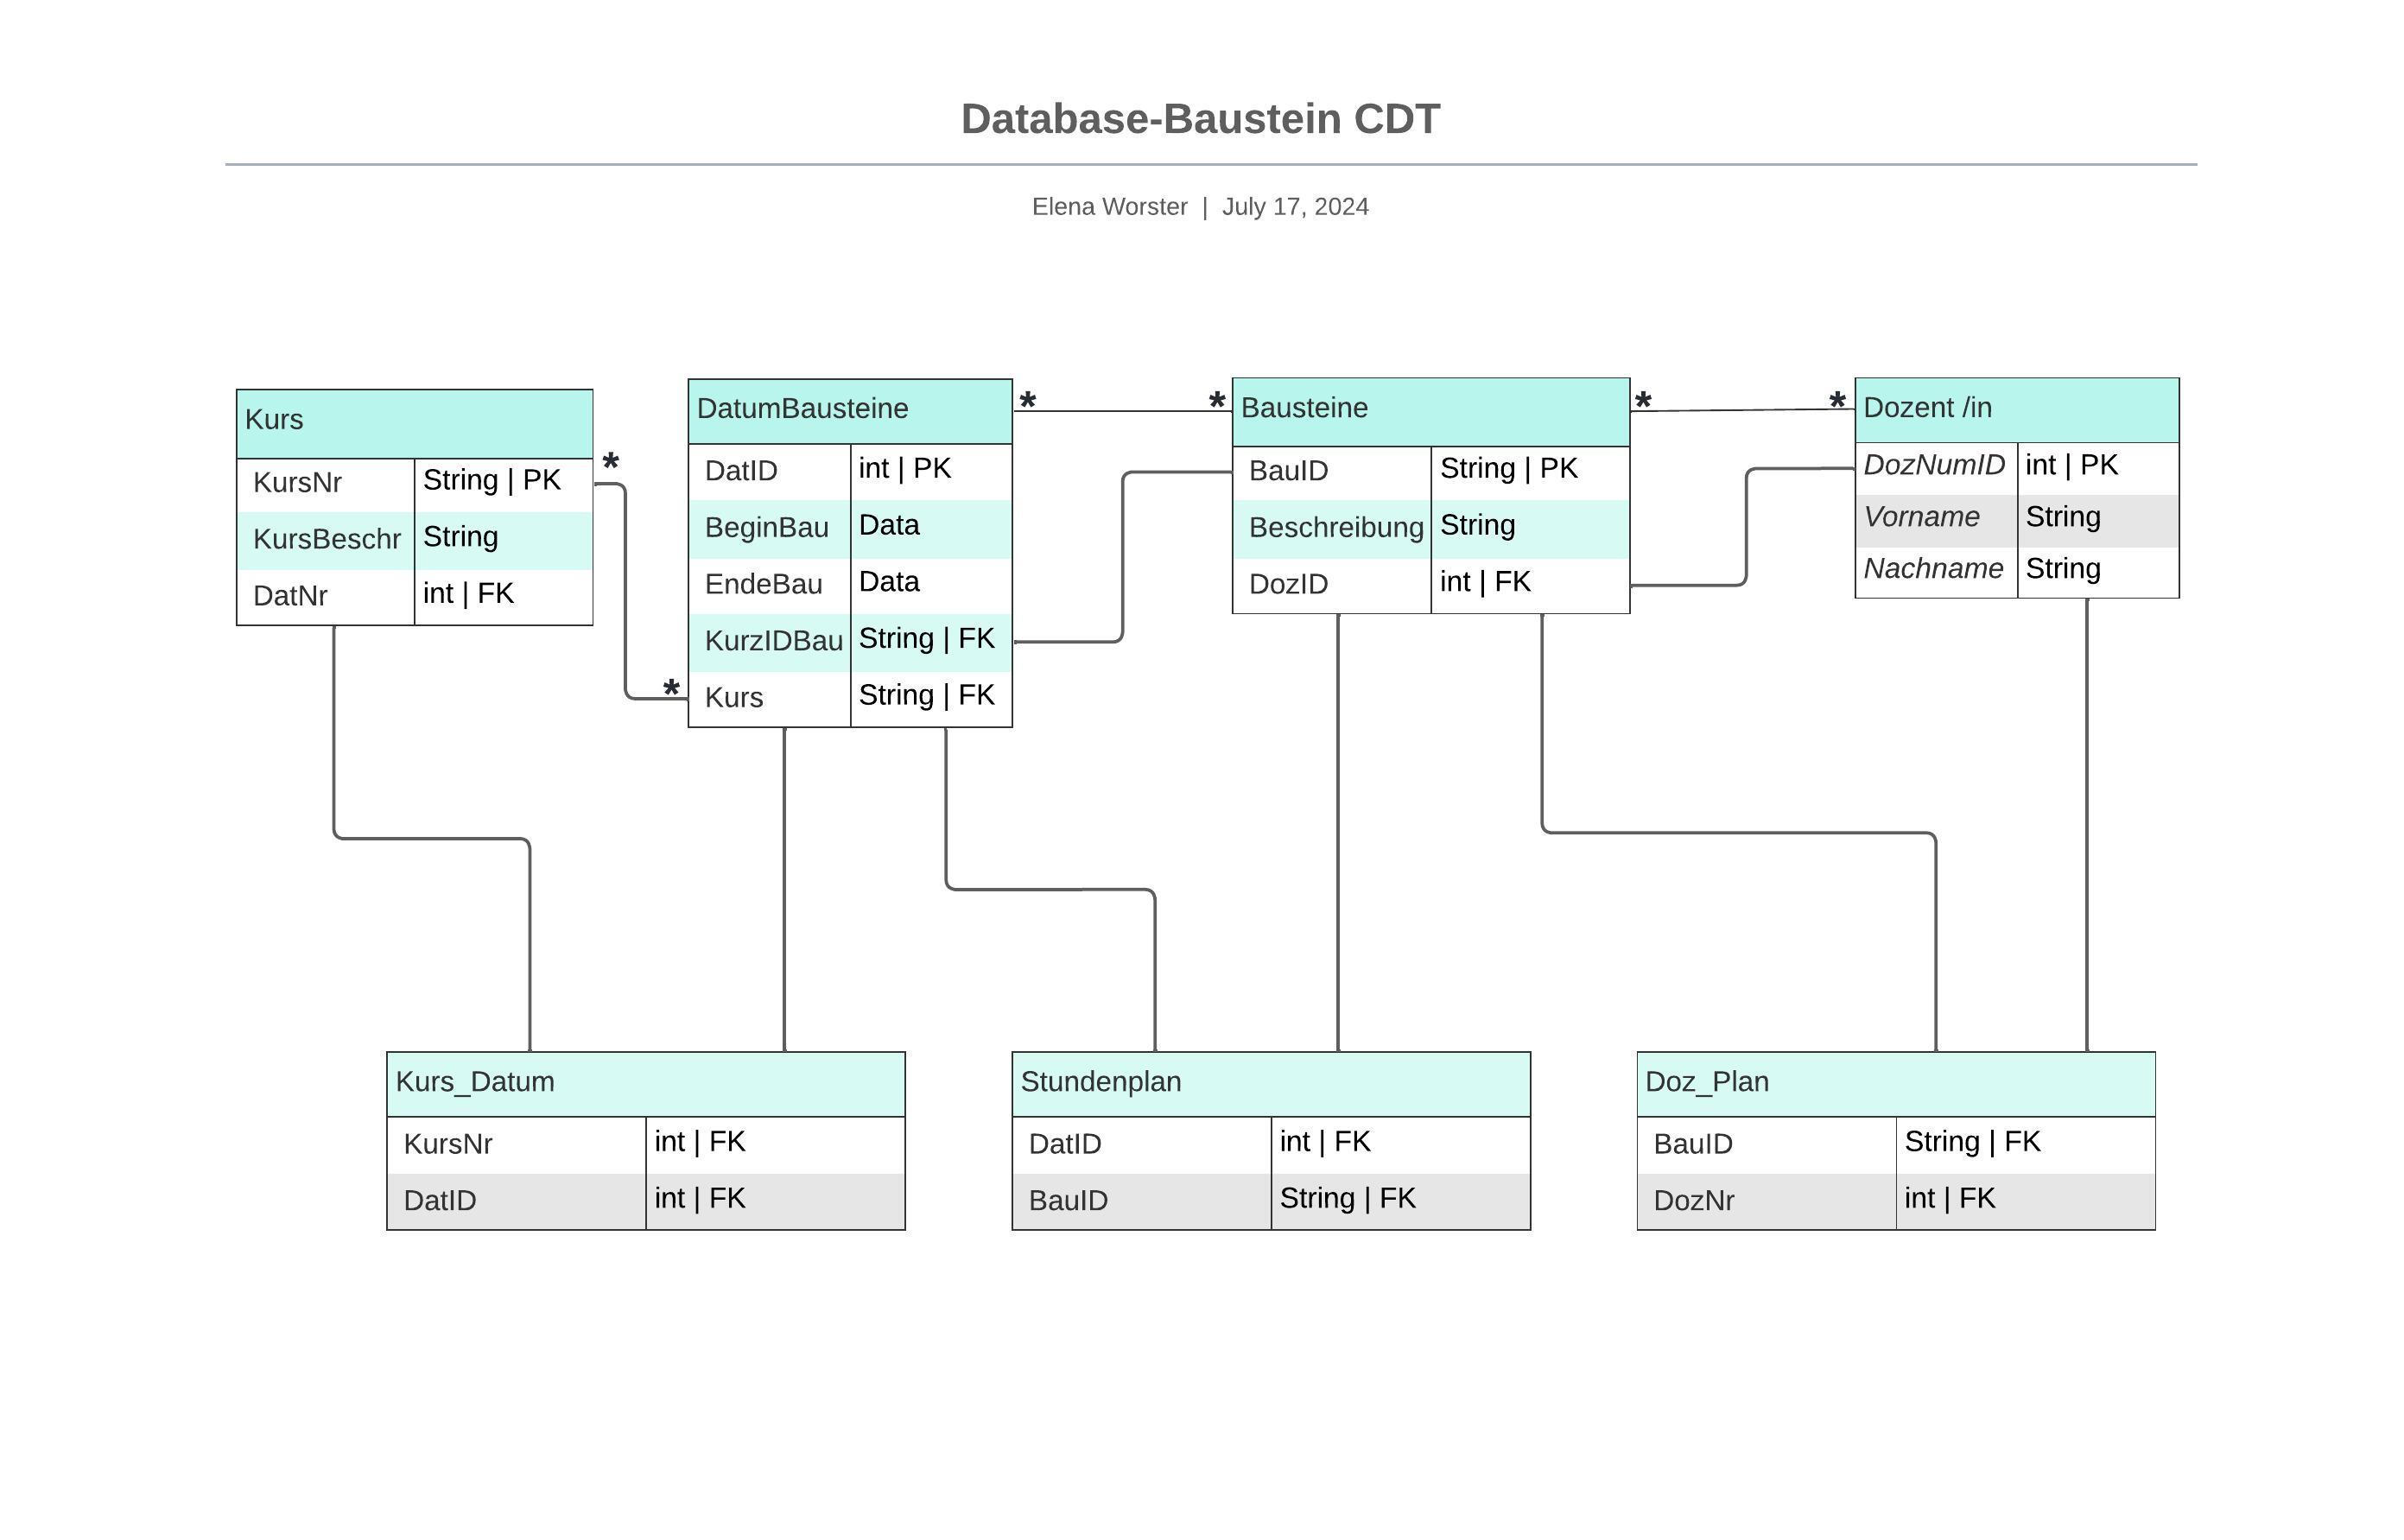 Database-Baustein CDT
Elena Worster | July 17, 2024
Kurs
KursNr String | PK
KursBeschr String
DatNr int | FK
*
*
DatumBausteine
DatID int | PK
BeginBau Data
EndeBau Data
KurzIDBau String | FK
Kurs String | FK
*
*
Bausteine
BauID String | PK
Beschreibung String
DozID int | FK
*
*
Dozent /in
DozNumID int | PK
Vorname String
Nachname String
Kurs_Datum
KursNr int | FK
DatID int | FK
Stundenplan
DatID int | FK
BauID String | FK
Doz_Plan
BauID String | FK
DozNr int | FK